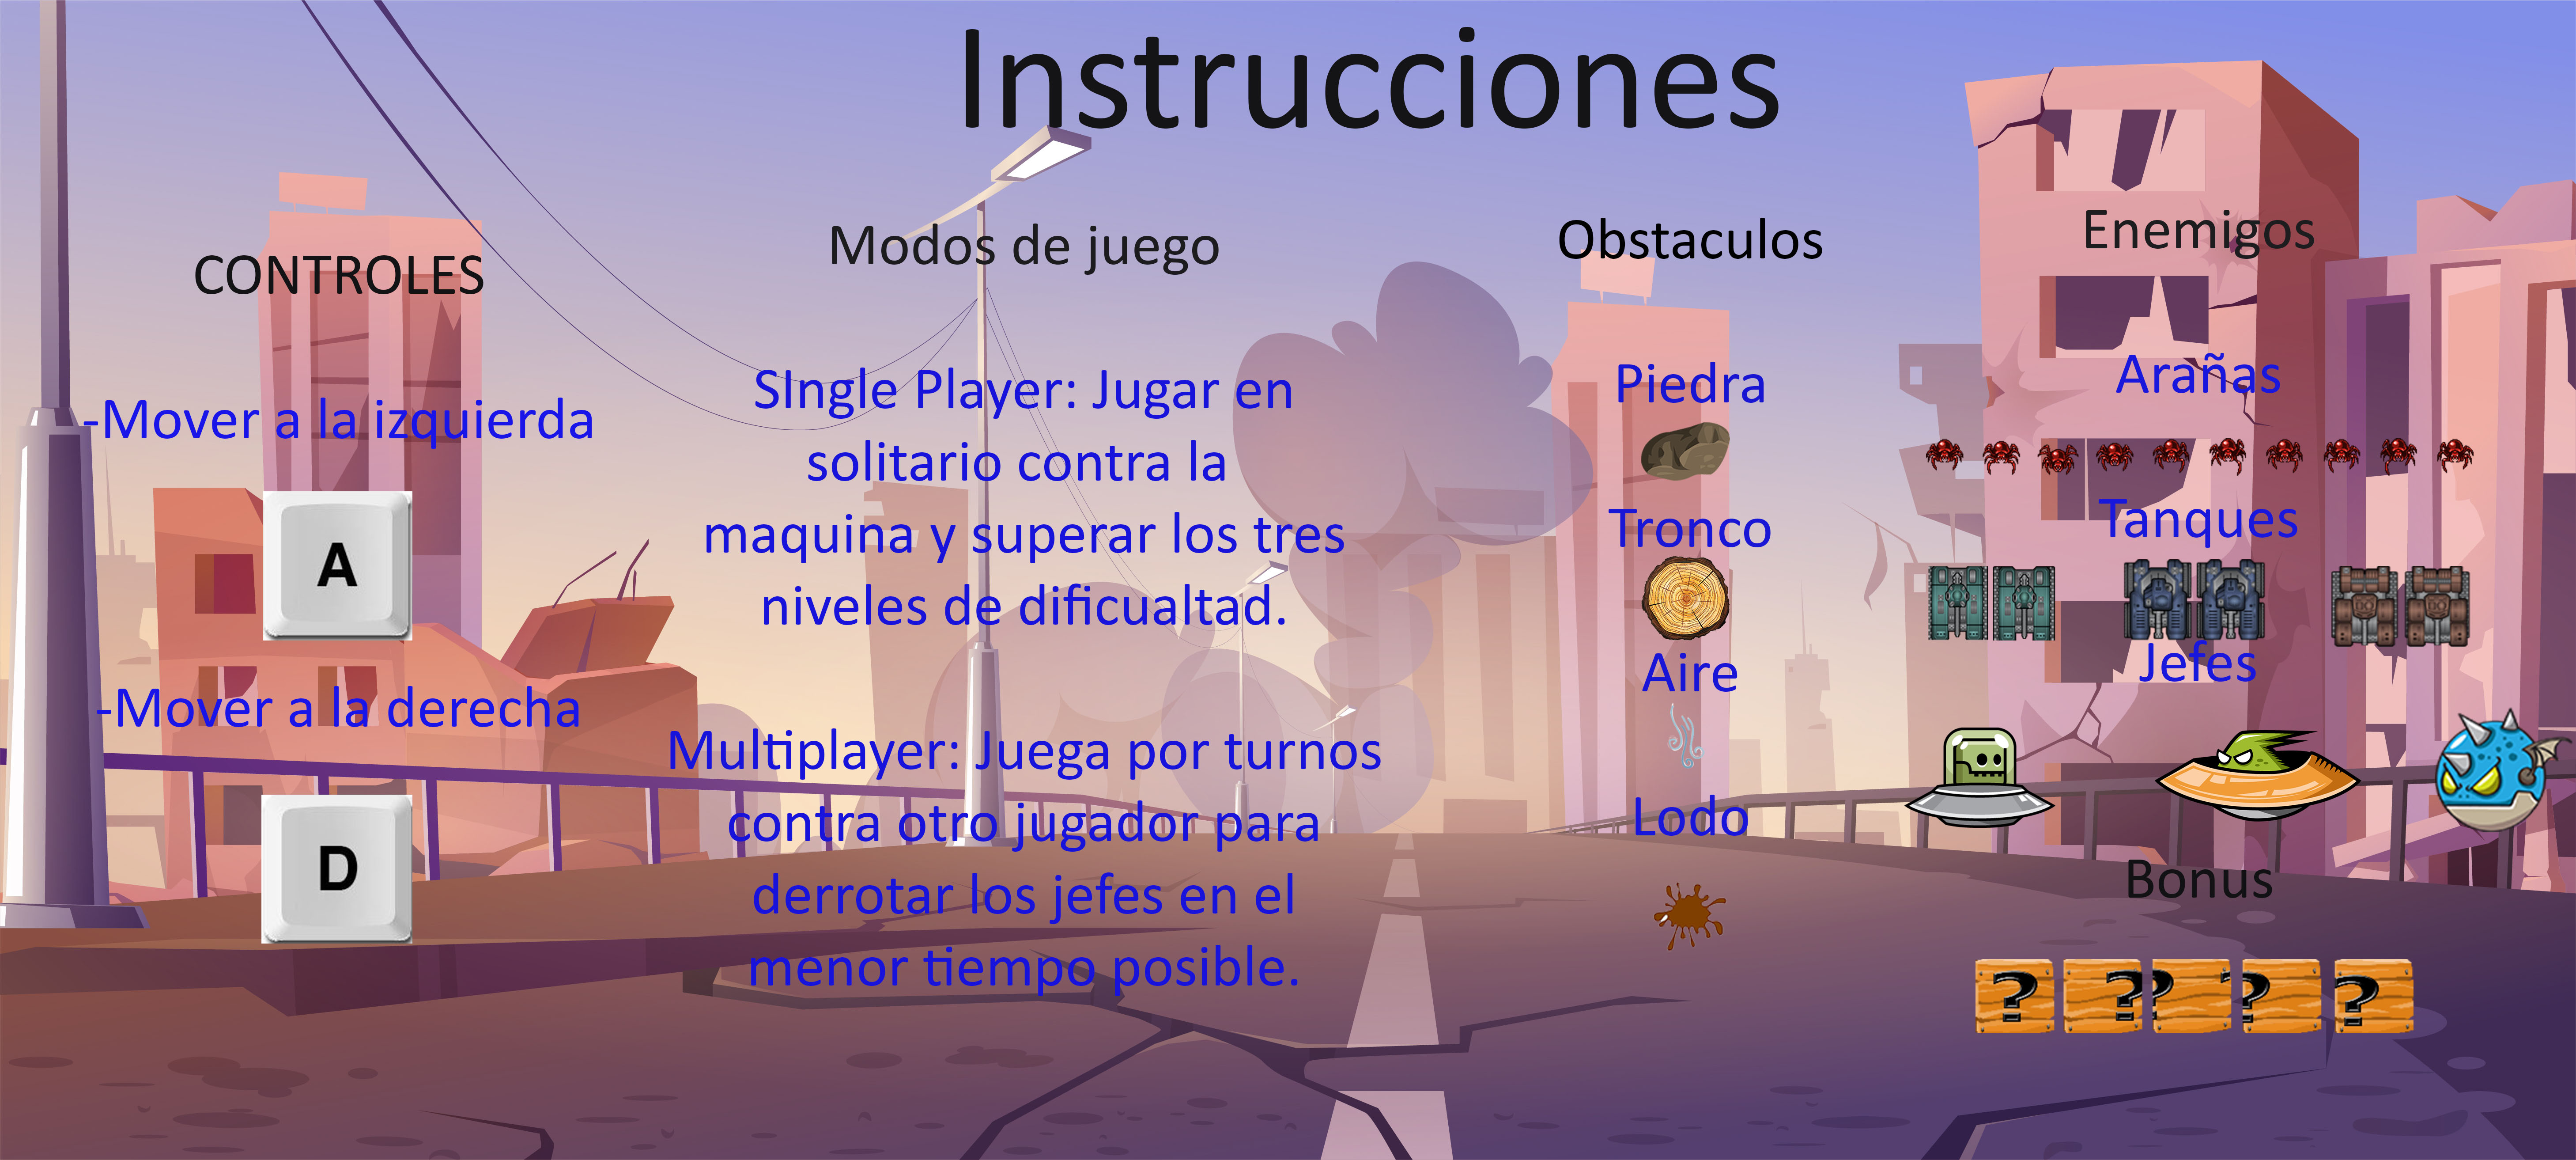 Instrucciones
CONTROLES
-Mover a la izquierda
A
-Mover a la derecha
D
Modos de juego
SIngle Player: Jugar en
solitario contra la
maquina y superar los tres
niveles de dificualtad.
Multiplayer: Juega por turnos
contra otro jugador para
derrotar los jefes en el
menor tiempo posible.
Obstaculos
Piedra
Tronco
Aire
Lodo
Enemigos
Arañas
Tanques
Jefes
Bonus
? ? ? ? ?